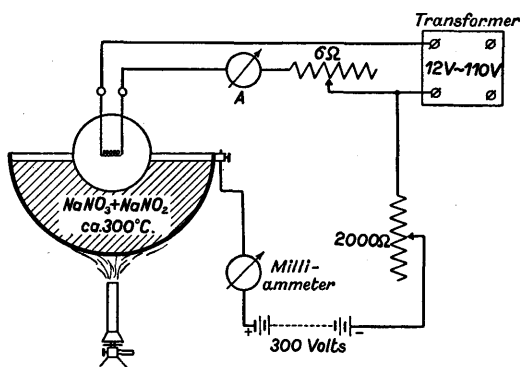 Transformer
6Ω
12V~110V
A
NaNO3+NaNO2
ca.300°C.
2000Ω
Milli-
ammeter
+
-
300 Volts